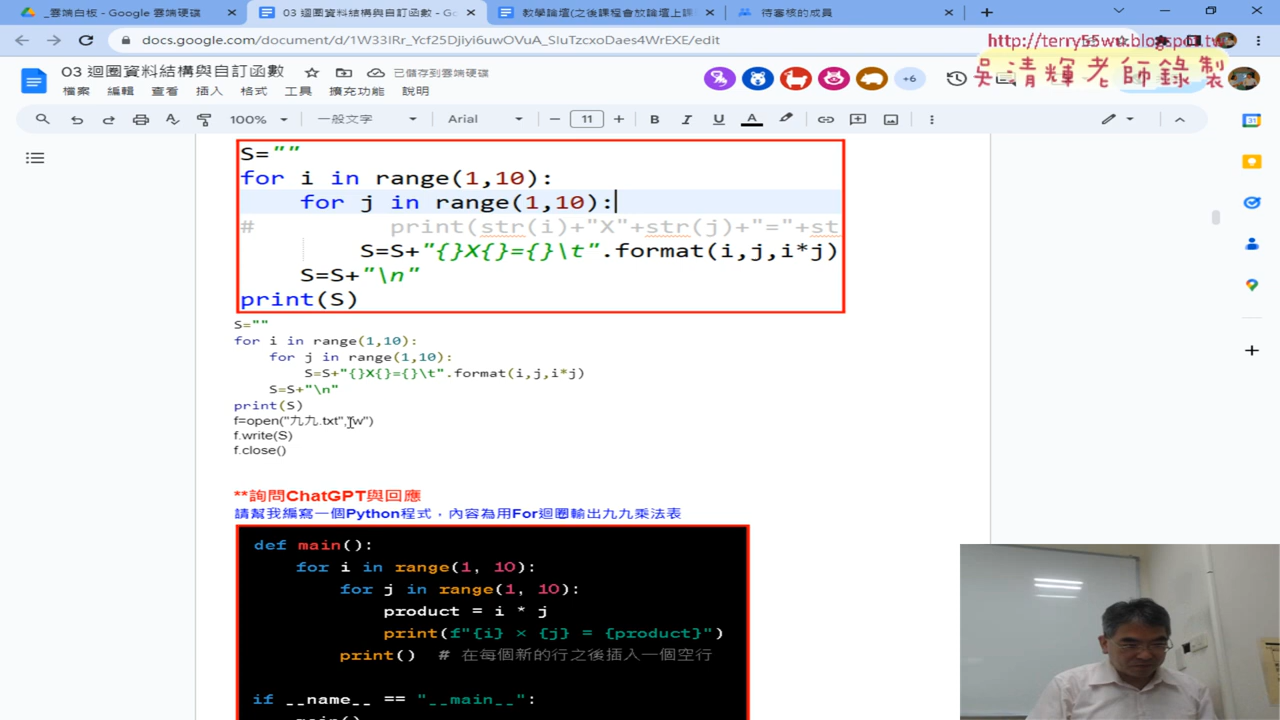 _雲端白板 - Google 雲端硬碟
03 迴圈資料結構與自訂函數 - Go
教學論壇(之後課程會放論壇上課
待審核的成員
docs.google.com/document/d/1W33IRr_Ycf25Djiyi6uwOVuA_SIuTzcxoDaes4WrEXE/edit
http://terry55wu.blogspot.tw
吳清輝老師錄製
03 迴圈資料結構與自訂函數
已儲存到雲端硬碟
檔案 編輯 查看 插入 格式 工具 擴充功能 說明
+6
100% 一般文字 Arial 11 B I U A
S=""
for i in range(1,10):
for j in range(1,10):
# print(str(i)+"X"+str(j)+"="+st
S=S+"{}X{}={}\t".format(i,j,i*j)
S=S+"\n"
print(S)
S=""
for i in range(1,10):
for j in range(1,10):
S=S+"{}X{}={}\t".format(i,j,i*j)
S=S+"\n"
print(S)
f=open("九九.txt","w")
f.write(S)
f.close()
**詢問ChatGPT與回應
請幫我編寫一個Python程式，內容為用For迴圈輸出九九乘法表
def main():
for i in range(1, 10):
for j in range(1, 10):
product = i * j
print(f"{i} × {j} = {product}")
print() # 在每個新的行之後插入一個空行
if __name__ == "__main__":
main()